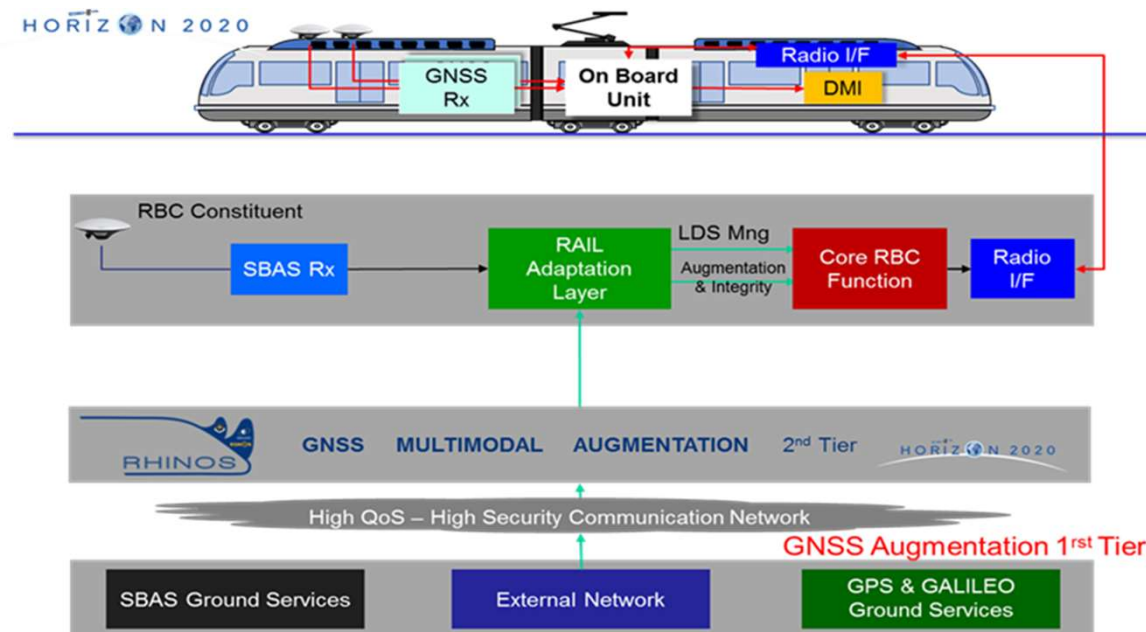 HORIZON 2020
Radio I/F
GNSS
Rx
On Board
Unit
DMI
RBC Constituent
SBAS Rx
RAIL
Adaptation
Layer
LDS Mng
Augmentation
& Integrity
Core RBC
Function
Radio
I/F
RHINOS
GNSS MULTIMODAL AUGMENTATION 2nd Tier
HORIZON 2020
High QoS – High Security Communication Network
GNSS Augmentation 1rst Tier
SBAS Ground Services
External Network
GPS & GALILEO
Ground Services